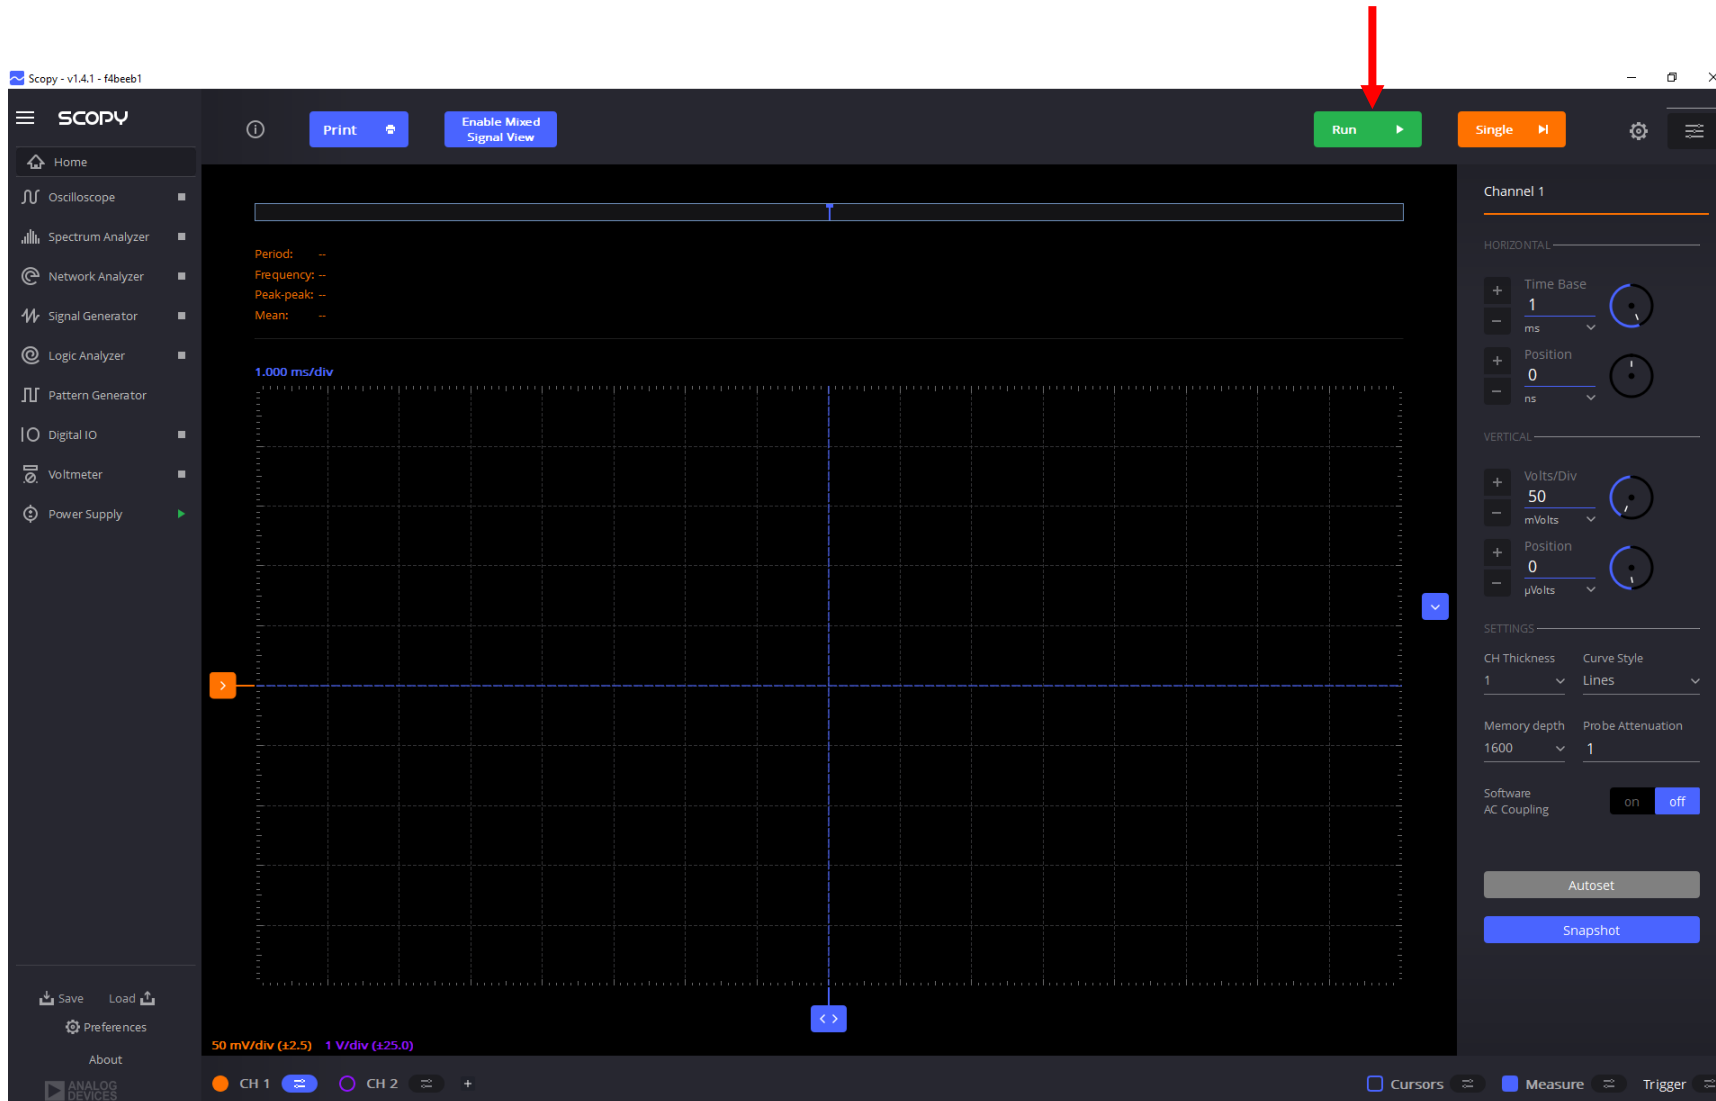 Scopy - v1.4.1 - f4beeb1
SCOPY
Print
Enable Mixed
Signal View
Run
Single
Home
Oscilloscope
Spectrum Analyzer
Network Analyzer
Signal Generator
Logic Analyzer
Pattern Generator
Digital IO
Voltmeter
Power Supply
Save
Load
Preferences
About
ANALOG
DEVICES
Period: --
Frequency: --
Peak-peak: --
Mean: --
1.000 ms/div
50 mV/div (±2.5) 1 V/div (±25.0)
CH 1
CH 2
+
Cursors
Measure
Trigger
Channel 1
HORIZONTAL
Time Base
+
1
-
ms
Position
+
0
-
ns
VERTICAL
Volts/Div
+
50
-
mVolts
Position
+
0
-
µVolts
SETTINGS
CH Thickness Curve Style
1 Lines
Memory depth Probe Attenuation
1600 1
Software
AC Coupling
on off
Autoset
Snapshot